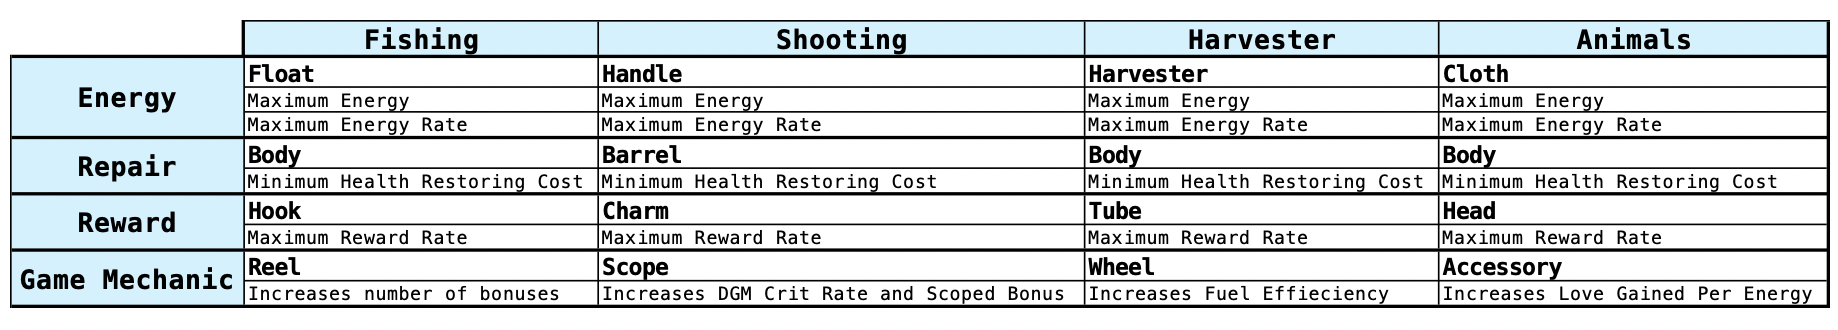 Fishing Shooting Harvester Animals
Energy
Float Handle Harvester Cloth
Maximum Energy Maximum Energy Maximum Energy Maximum Energy
Maximum Energy Rate Maximum Energy Rate Maximum Energy Rate Maximum Energy Rate
Repair
Body Barrel Body Body
Minimum Health Restoring Cost Minimum Health Restoring Cost Minimum Health Restoring Cost Minimum Health Restoring Cost
Reward
Hook Charm Tube Head
Maximum Reward Rate Maximum Reward Rate Maximum Reward Rate Maximum Reward Rate
Game Mechanic
Reel Scope Wheel Accessory
Increases number of bonuses Increases DGM Crit Rate and Scoped Bonus Increases Fuel Effieciency Increases Love Gained Per Energy